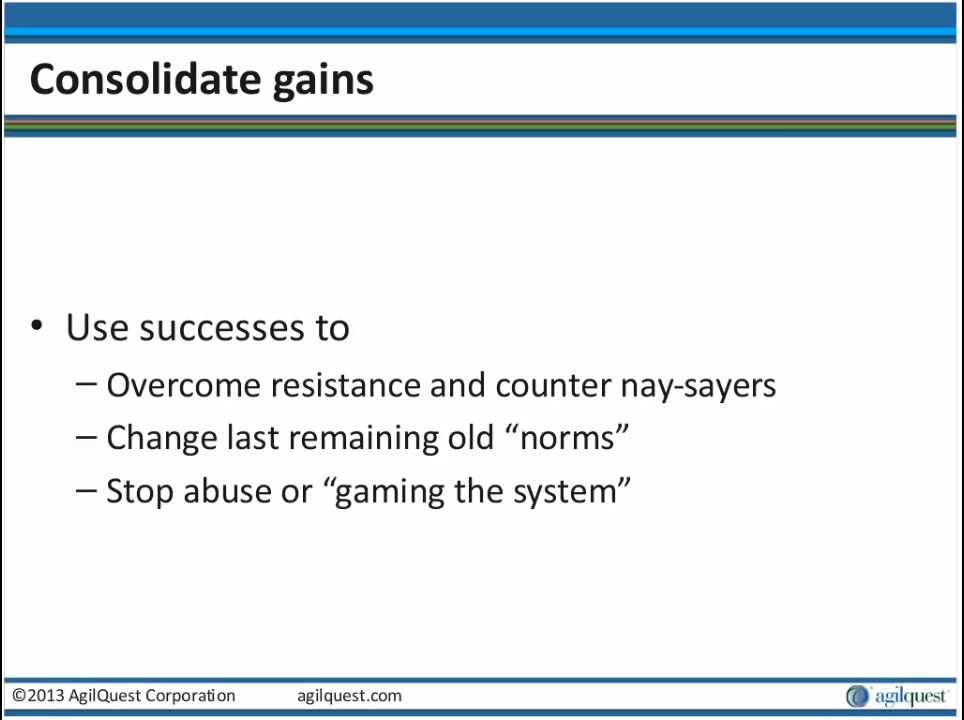 Consolidate gains
• Use successes to
– Overcome resistance and counter nay-sayers
– Change last remaining old “norms”
– Stop abuse or “gaming the system”
©2013 AgilQuest Corporation agilquest.com agilquest